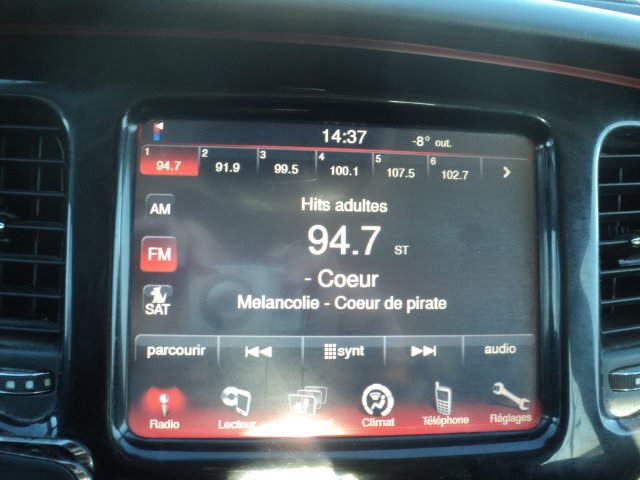 14:37 -8° out.
1 2 3 4 5 6
94.7 91.9 99.5 100.1 107.5 102.7 >
Hits adultes
AM
94.7 ST
FM
- Coeur
SAT
Melancolie - Coeur de pirate
parcourir synt audio
Radio Lecteur Climat Téléphone Réglages